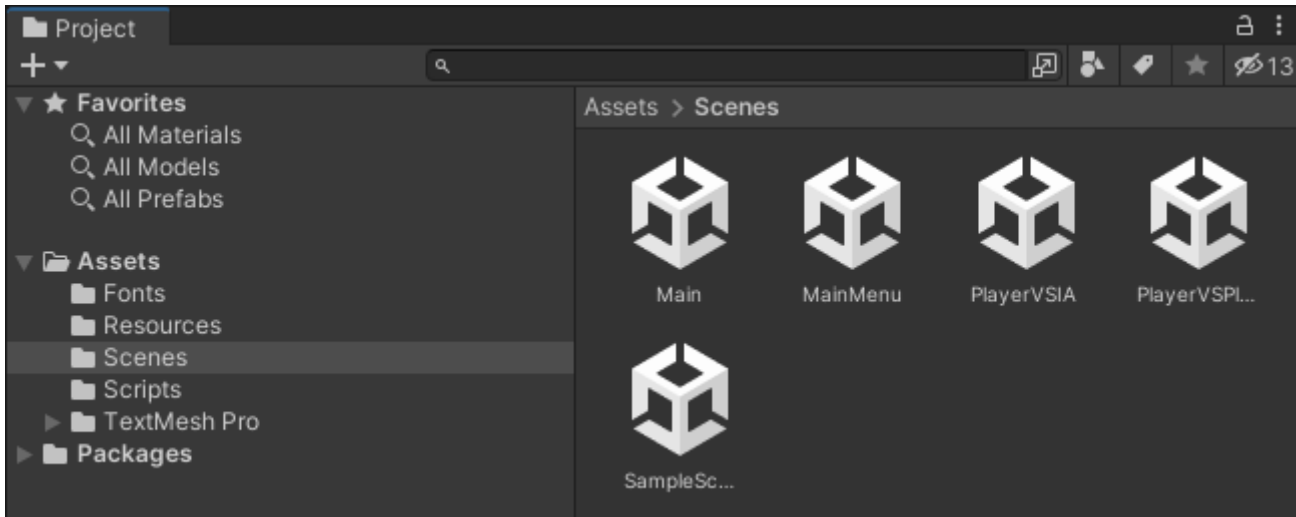 Project
13
Favorites
All Materials
All Models
All Prefabs
Assets
Fonts
Resources
Scenes
Scripts
TextMesh Pro
Packages
Assets > Scenes
Main
MainMenu
PlayerVSIA
PlayerVSPl...
SampleSc...